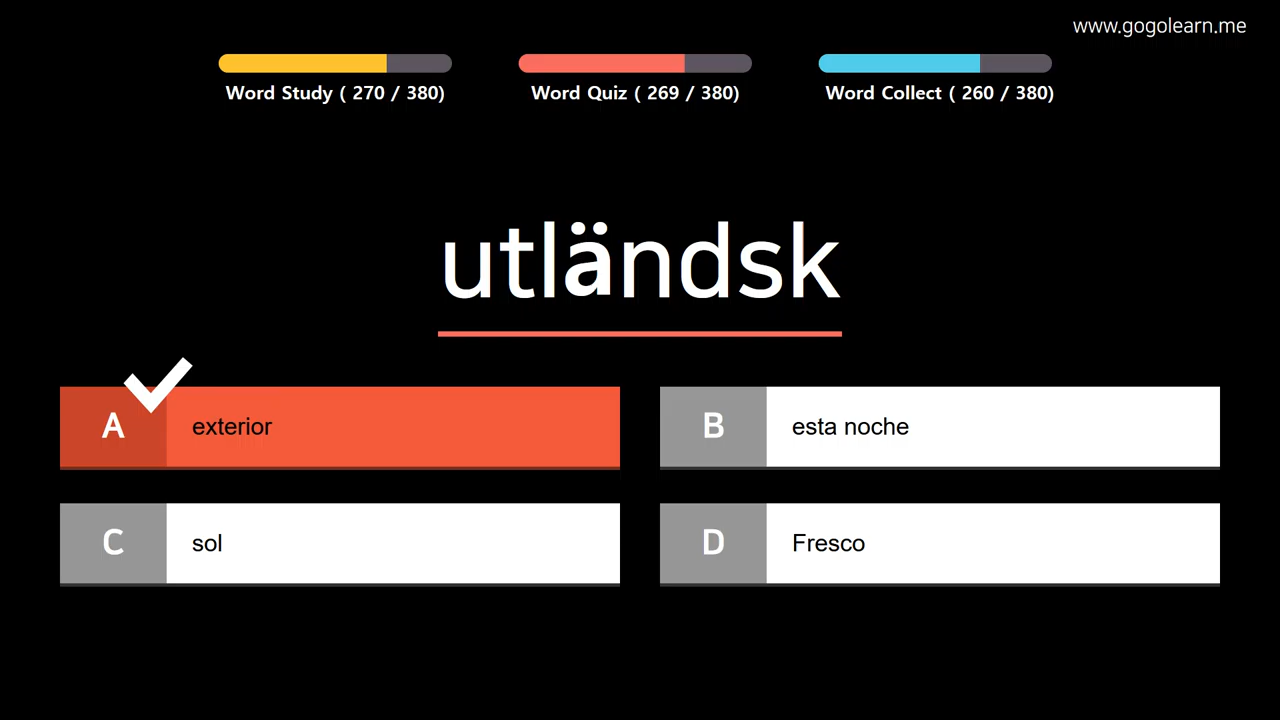 www.gogolearn.me
Word Study ( 270 / 380)
Word Quiz ( 269 / 380)
Word Collect ( 260 / 380)
utländsk
A exterior
B esta noche
C sol
D Fresco